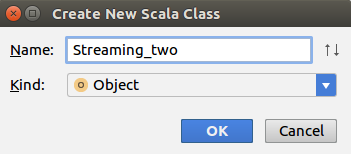 Create New Scala Class
Name: Streaming_two
Kind: Object
OK Cancel